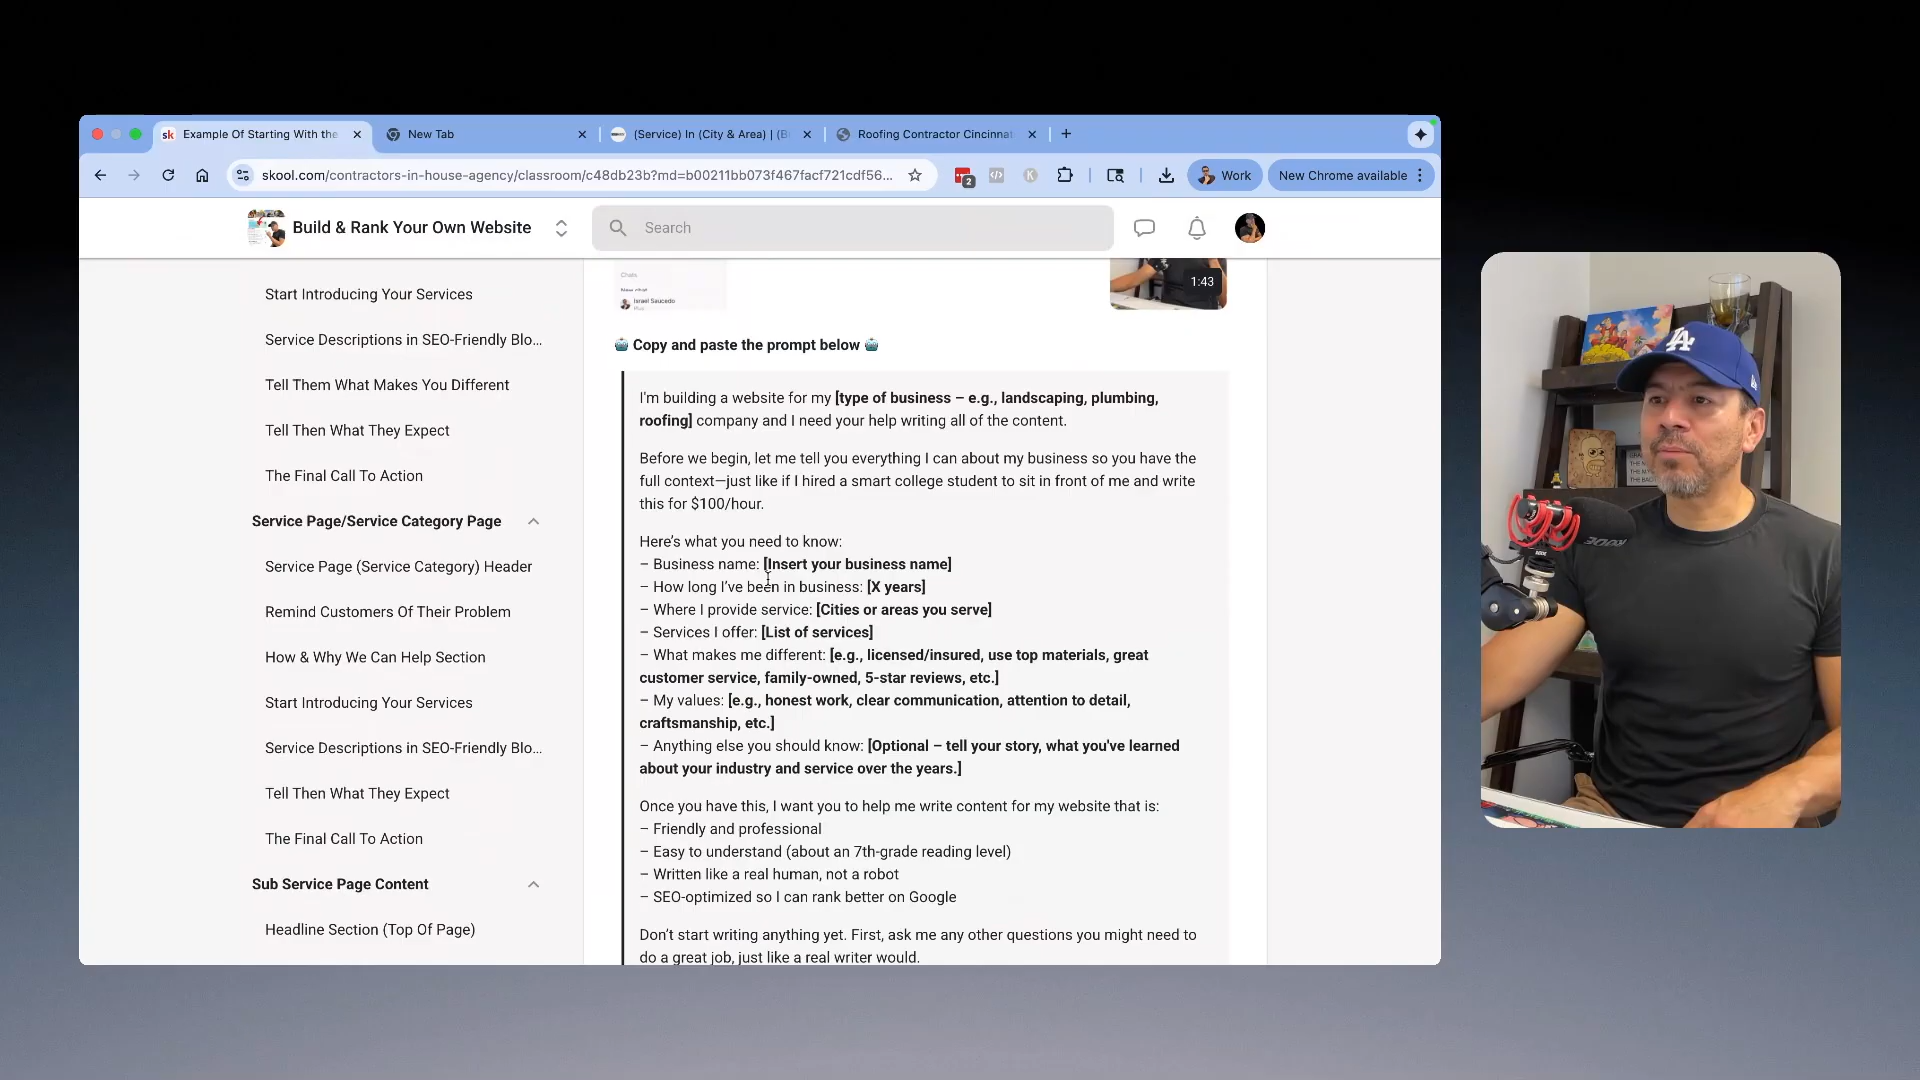 sk Example Of Starting With the
New Tab
(Service) In (City & Area) | (B
Roofing Contractor Cincinnat
skool.com/contractors-in-house-agency/classroom/c48db23b?md=b00211bb073f467facf721cdf56...
2
K
Work
New Chrome available
Build & Rank Your Own Website
Search
Start Introducing Your Services
Service Descriptions in SEO-Friendly Blo...
Tell Them What Makes You Different
Tell Then What They Expect
The Final Call To Action
Service Page/Service Category Page
Service Page (Service Category) Header
Remind Customers Of Their Problem
How & Why We Can Help Section
Start Introducing Your Services
Service Descriptions in SEO-Friendly Blo...
Tell Then What They Expect
The Final Call To Action
Sub Service Page Content
Headline Section (Top Of Page)
Chats
New chat
Israel Saucedo
Plus
1:43
Copy and paste the prompt below
I'm building a website for my [type of business – e.g., landscaping, plumbing,
roofing] company and I need your help writing all of the content.
Before we begin, let me tell you everything I can about my business so you have the
full context—just like if I hired a smart college student to sit in front of me and write
this for $100/hour.
Here's what you need to know:
– Business name: [Insert your business name]
– How long I've been in business: [X years]
– Where I provide service: [Cities or areas you serve]
– Services I offer: [List of services]
– What makes me different: [e.g., licensed/insured, use top materials, great
customer service, family-owned, 5-star reviews, etc.]
– My values: [e.g., honest work, clear communication, attention to detail,
craftsmanship, etc.]
– Anything else you should know: [Optional – tell your story, what you've learned
about your industry and service over the years.]
Once you have this, I want you to help me write content for my website that is:
– Friendly and professional
– Easy to understand (about an 7th-grade reading level)
– Written like a real human, not a robot
– SEO-optimized so I can rank better on Google
Don't start writing anything yet. First, ask me any other questions you might need to
do a great job, just like a real writer would.
LA
RODE
RODE